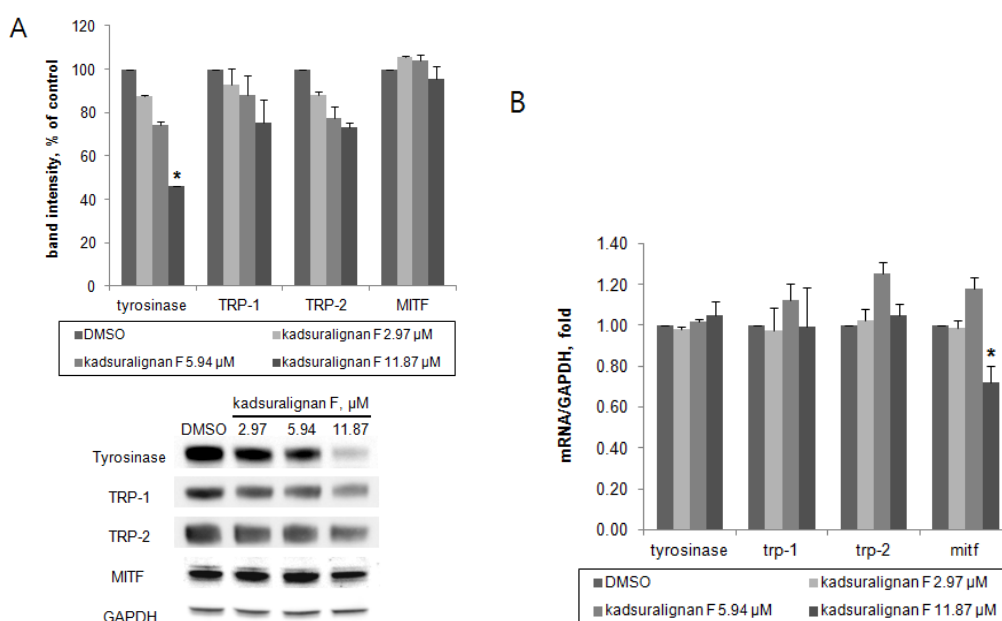 A
120
100
80
60
40
20
0
band intensity, % of control
*
tyrosinase TRP-1 TRP-2 MITF
DMSO kadsuralignan F 2.97 µM
kadsuralignan F 5.94 µM kadsuralignan F 11.87 µM
kadsuralignan F, µM
DMSO 2.97 5.94 11.87
Tyrosinase
TRP-1
TRP-2
MITF
GAPDH
B
1.40
1.20
1.00
0.80
0.60
0.40
0.20
0.00
mRNA/GAPDH, fold
*
tyrosinase trp-1 trp-2 mitf
DMSO kadsuralignan F 2.97 µM
kadsuralignan F 5.94 µM kadsuralignan F 11.87 µM